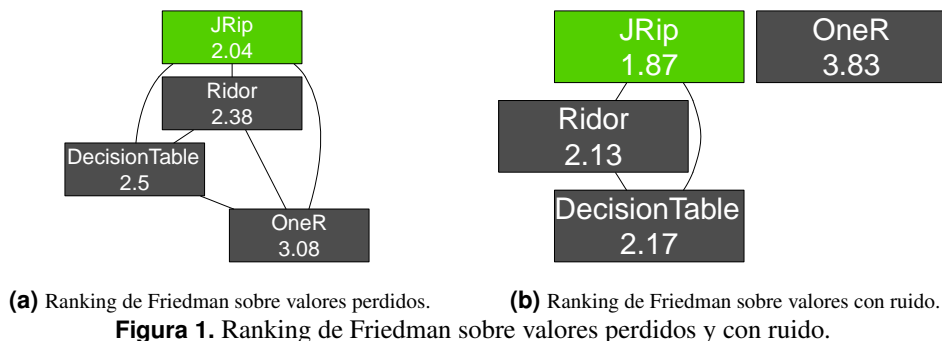 JRip
2.04
Ridor
2.38
DecisionTable
2.5
OneR
3.08
(a) Ranking de Friedman sobre valores perdidos.
JRip
1.87
OneR
3.83
Ridor
2.13
DecisionTable
2.17
(b) Ranking de Friedman sobre valores con ruido.
Figura 1. Ranking de Friedman sobre valores perdidos y con ruido.